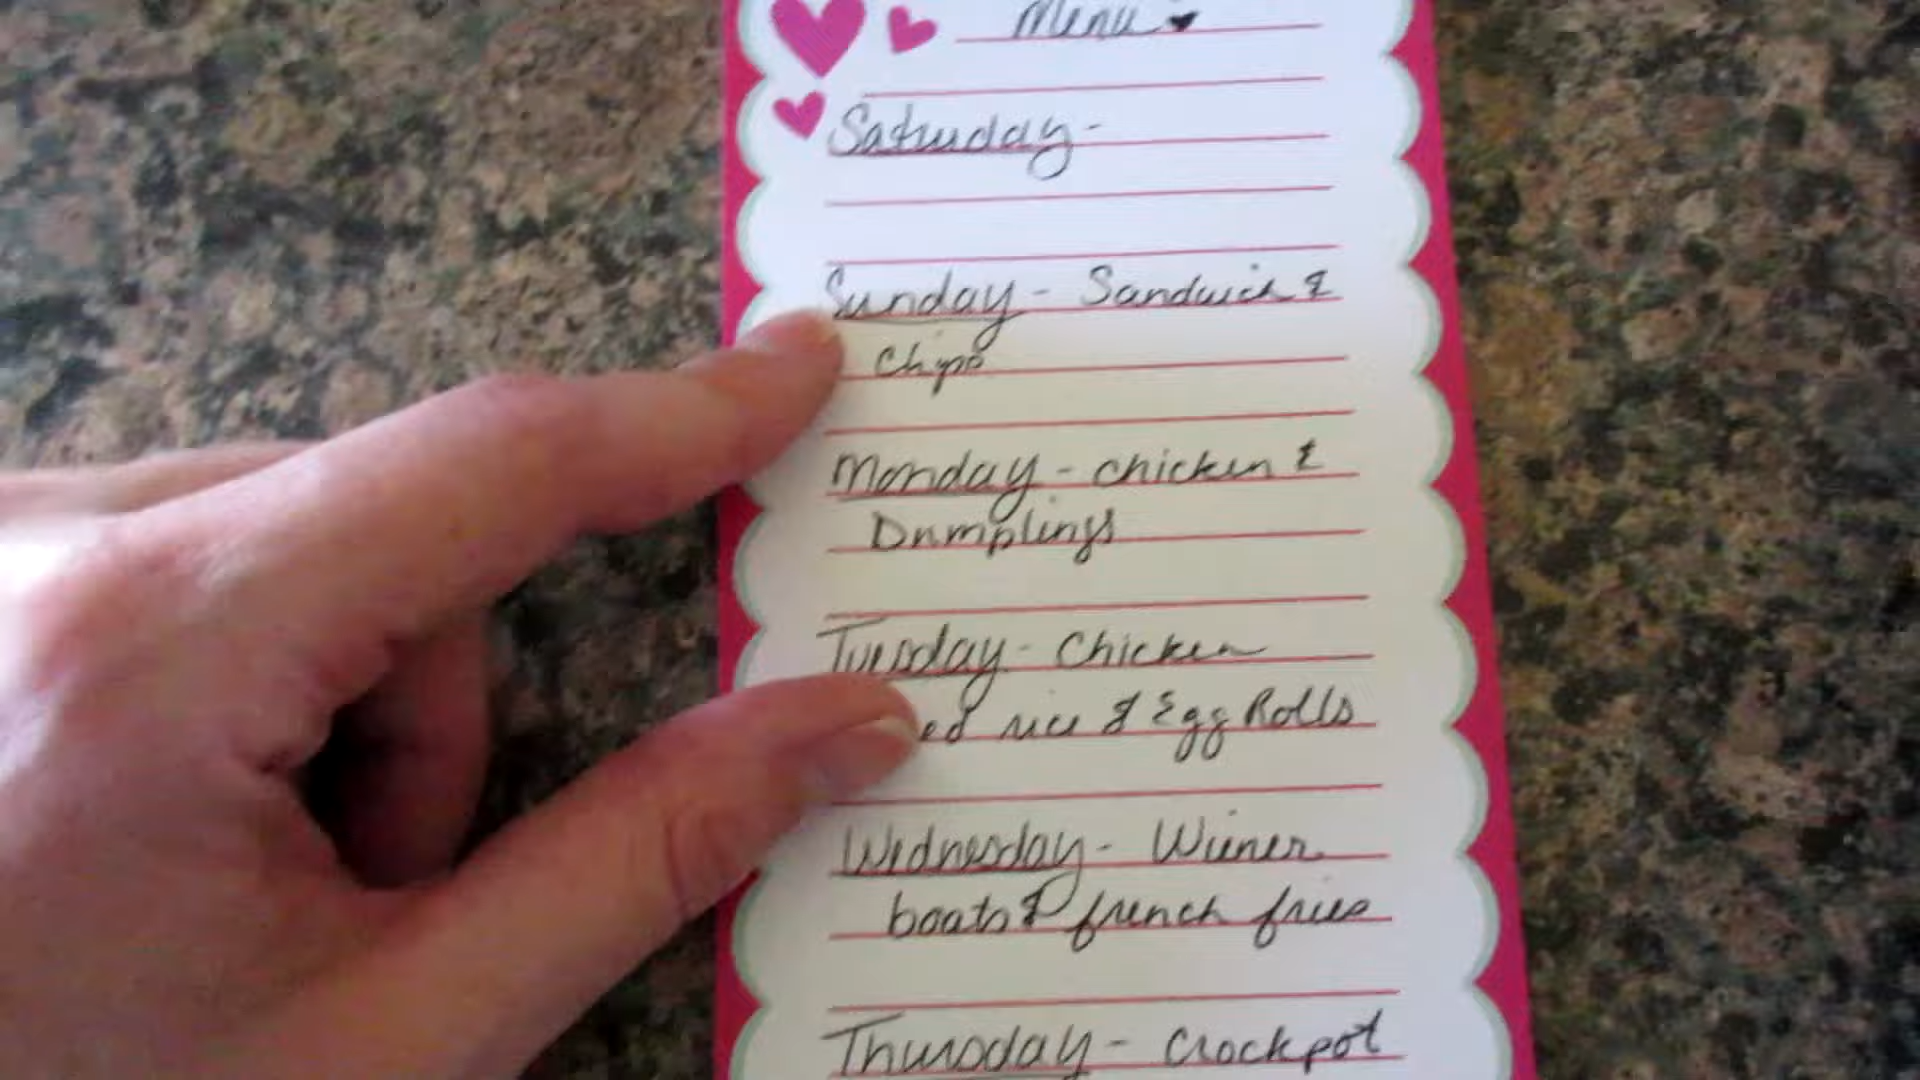 Menu
Saturday-
Sunday - Sandwich &
Chips
Monday - chicken &
Dumplings
Tuesday - Chicken
ed rice & Egg Rolls
Wednesday - Wiener
boats & french fries
Thursday - Crockpot